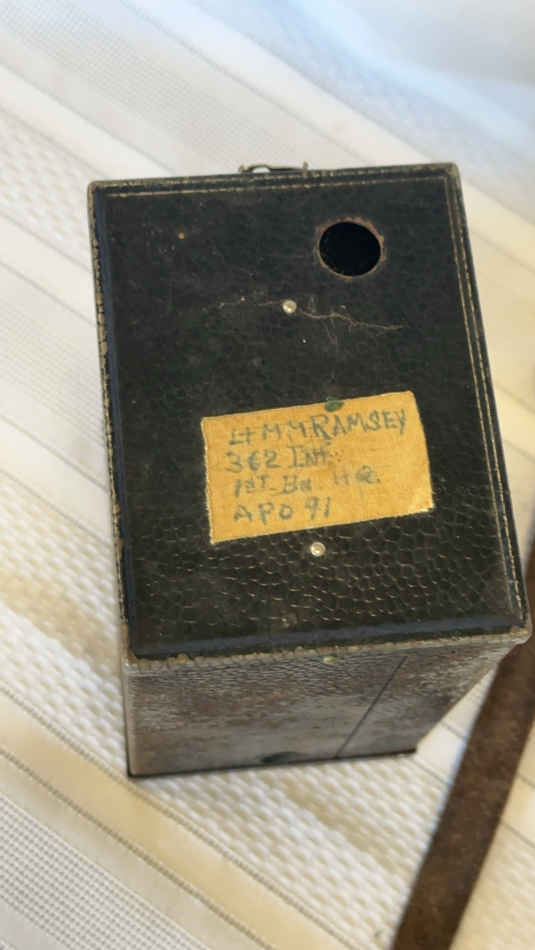 Lt M.M. RAMSEY
362 INF.
1ST BN HQ.
APO 91